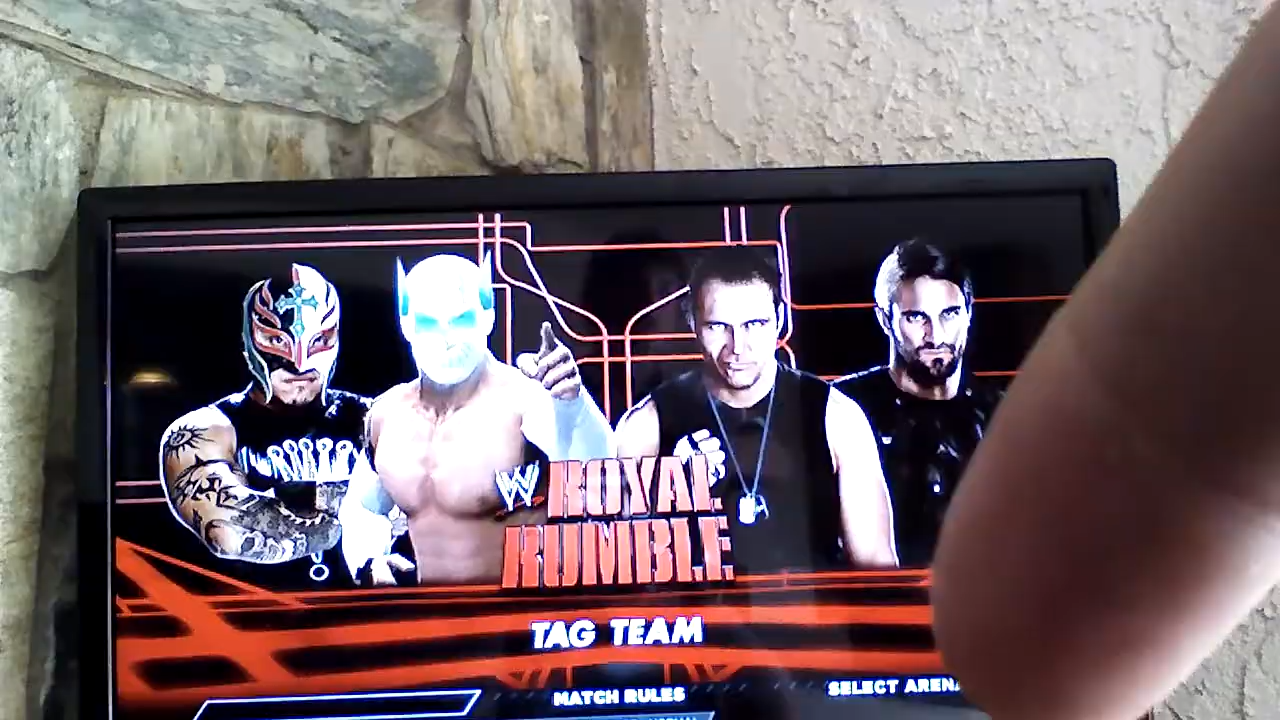 W ROYAL
RUMBLE
TAG TEAM
MATCH RULES
SELECT ARENA